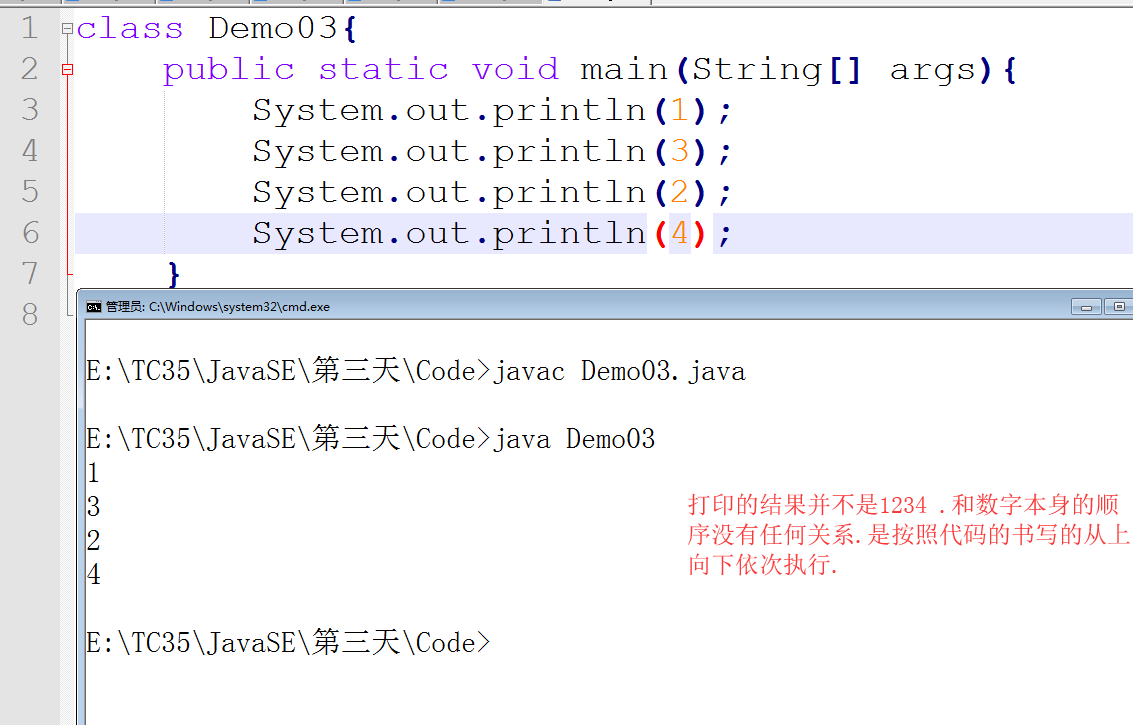 1 class Demo03{
2 public static void main(String[] args){
3 System.out.println(1);
4 System.out.println(3);
5 System.out.println(2);
6 System.out.println(4);
7 }
8
管理员: C:\Windows\system32\cmd.exe
E:\TC35\JavaSE\第三天\Code>javac Demo03.java
E:\TC35\JavaSE\第三天\Code>java Demo03
1
3
2
4
打印的结果并不是1234 .和数字本身的顺
序没有任何关系.是按照代码的书写的从上
向下依次执行.
E:\TC35\JavaSE\第三天\Code>